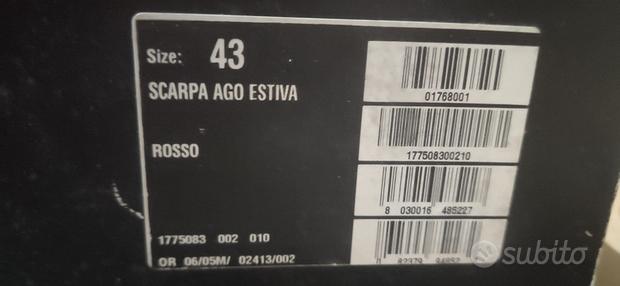 Size: 43
SCARPA AGO ESTIVA
ROSSO
1775083 002 010
OR 06/05M/ 02413/002
01768001
177508300210
8 030016 485227
subito